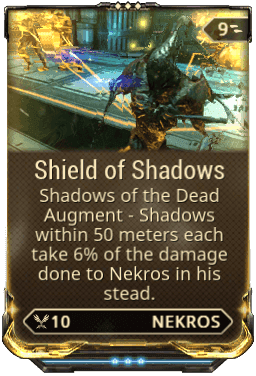 9
Shield of Shadows
Shadows of the Dead
Augment - Shadows
within 50 meters each
take 6% of the damage
done to Nekros in his
stead.
10 NEKROS